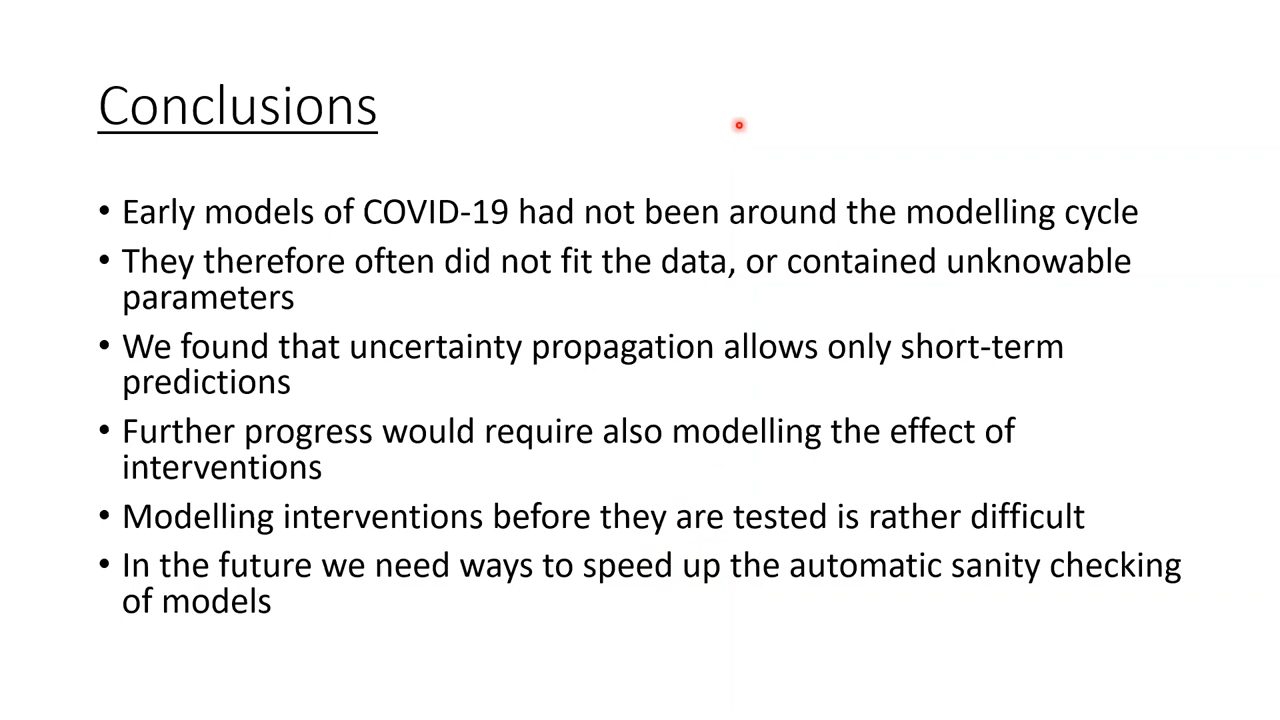 Conclusions
• Early models of COVID-19 had not been around the modelling cycle
• They therefore often did not fit the data, or contained unknowable
parameters
• We found that uncertainty propagation allows only short-term
predictions
• Further progress would require also modelling the effect of
interventions
• Modelling interventions before they are tested is rather difficult
• In the future we need ways to speed up the automatic sanity checking
of models